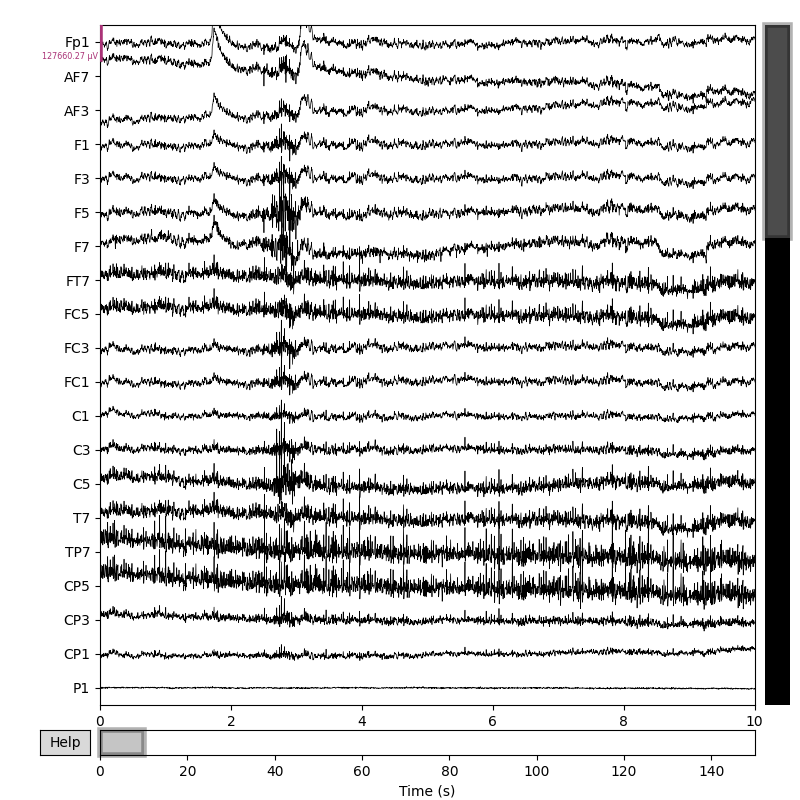 Fp1
127660.27 µV
AF7
AF3
F1
F3
F5
F7
FT7
FC5
FC3
FC1
C1
C3
C5
T7
TP7
CP5
CP3
CP1
P1
0 2 4 6 8 10
Help
0 20 40 60 80 100 120 140
Time (s)